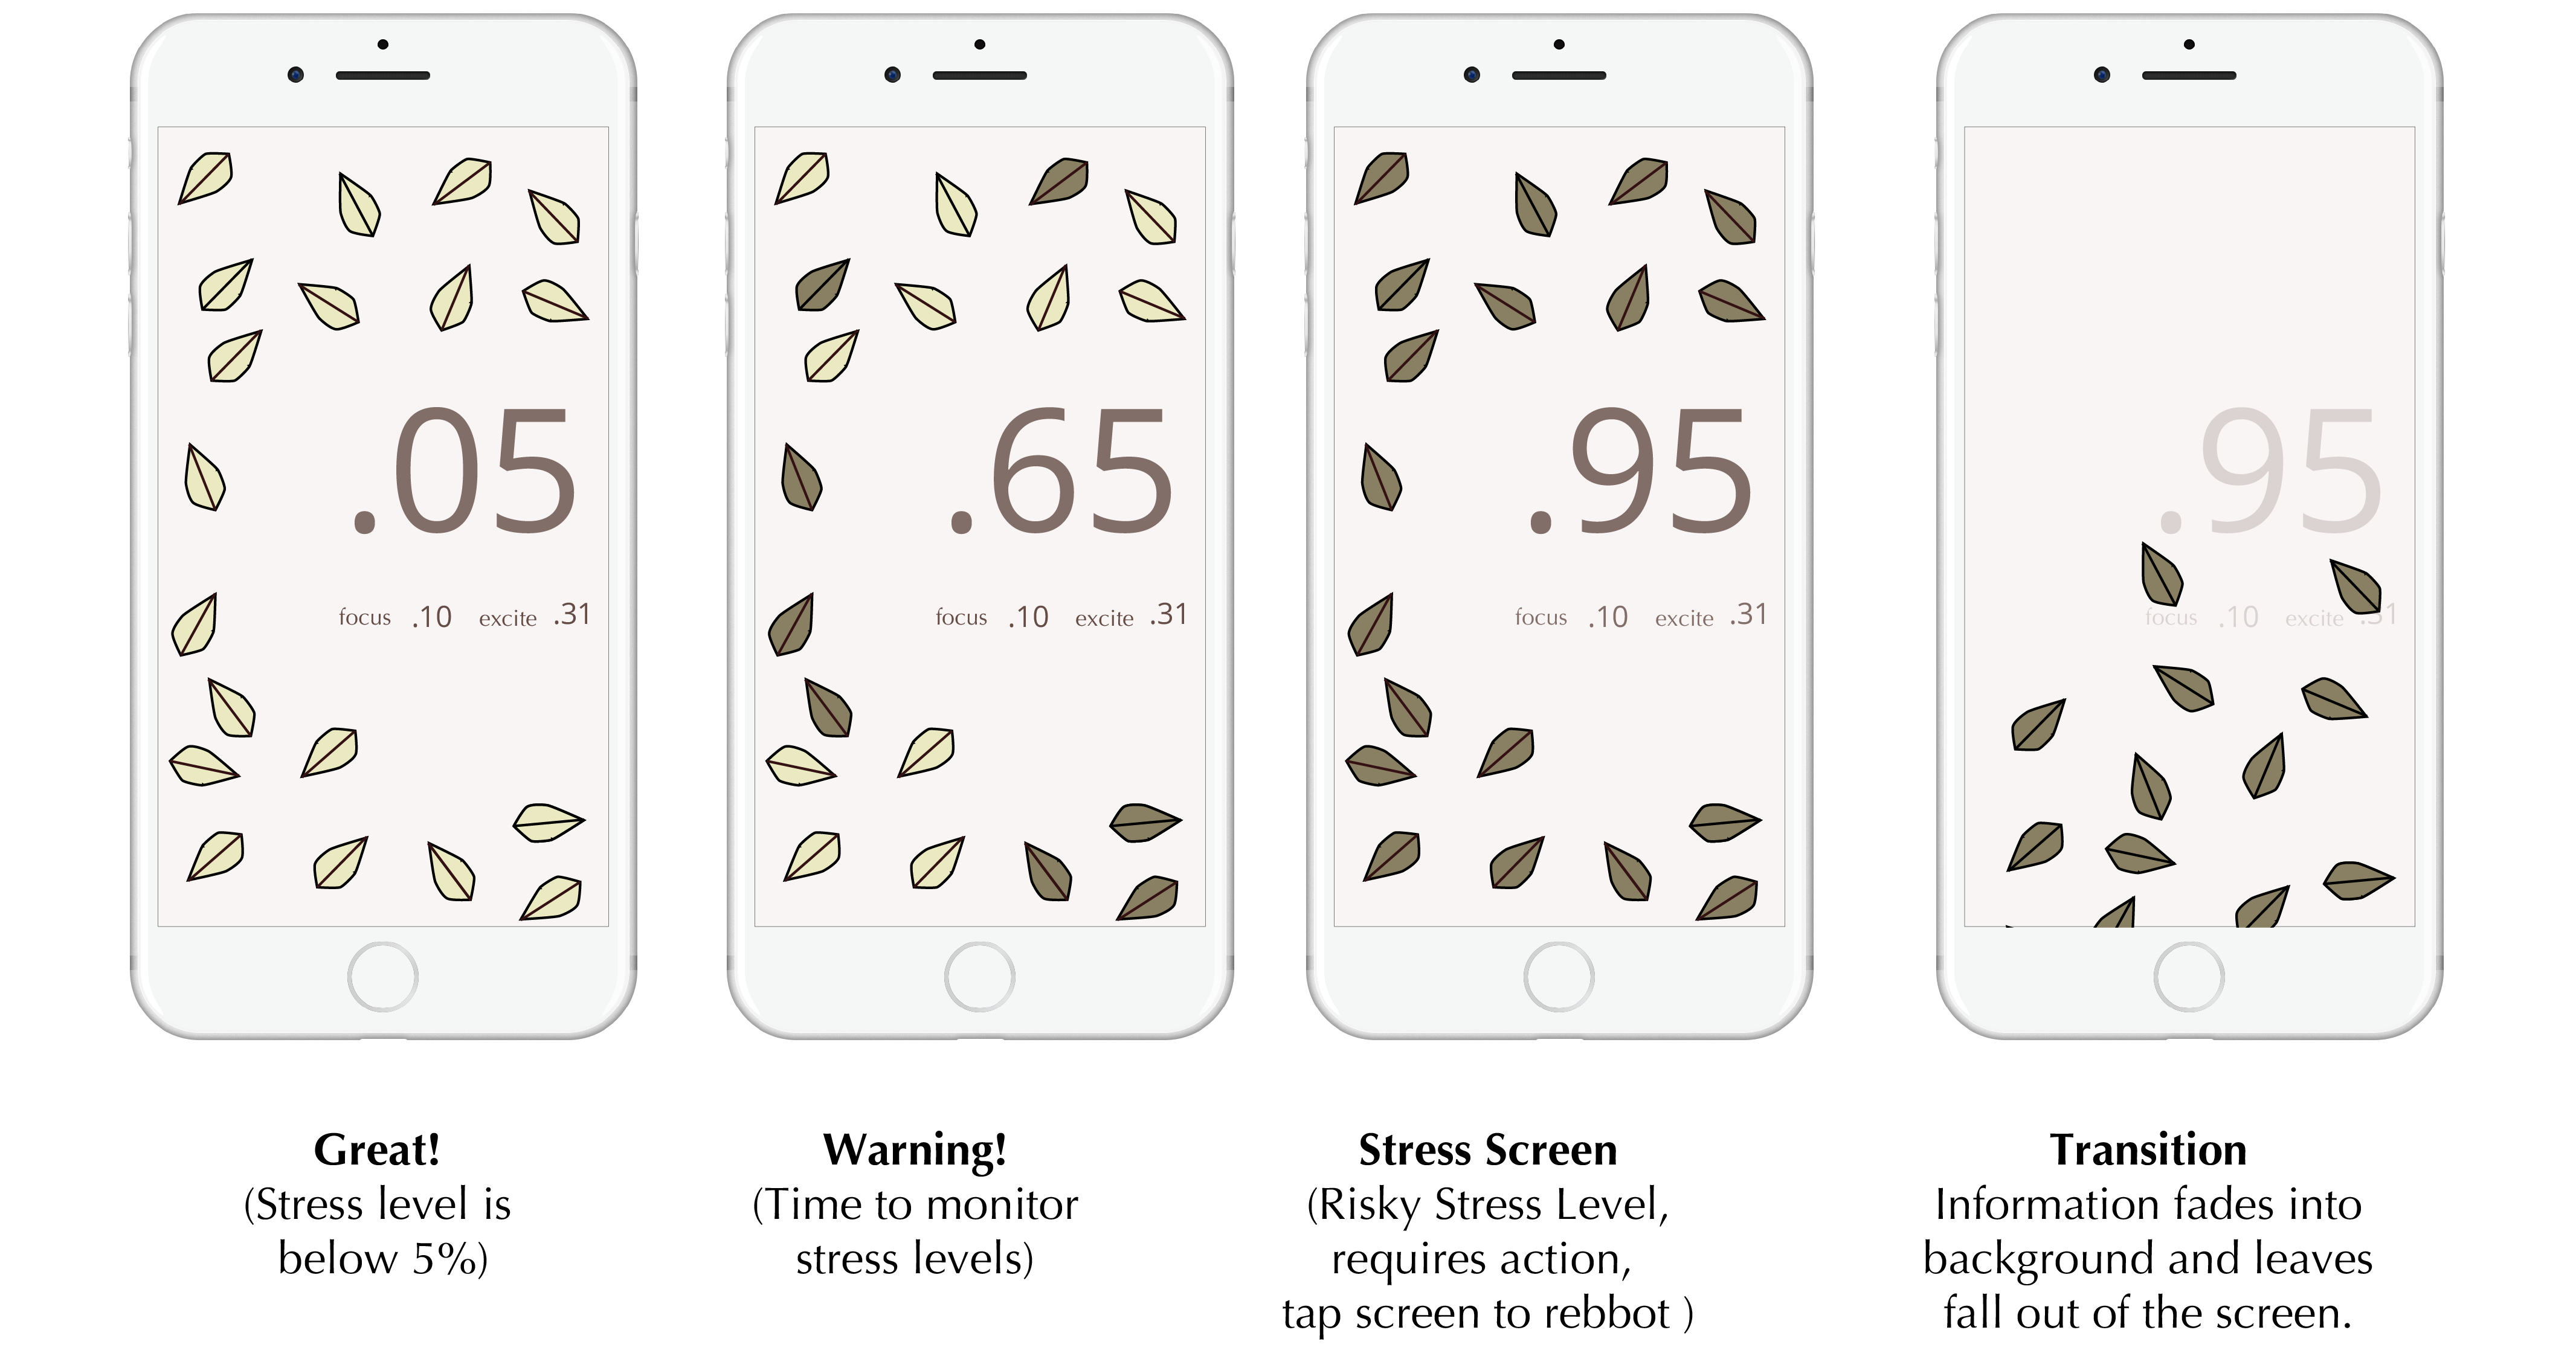 .05
focus .10 excite .31
Great!
(Stress level is
below 5%)
.65
focus .10 excite .31
Warning!
(Time to monitor
stress levels)
.95
focus .10 excite .31
Stress Screen
(Risky Stress Level,
requires action,
tap screen to rebbot )
.95
focus .10 excite .31
Transition
Information fades into
background and leaves
fall out of the screen.